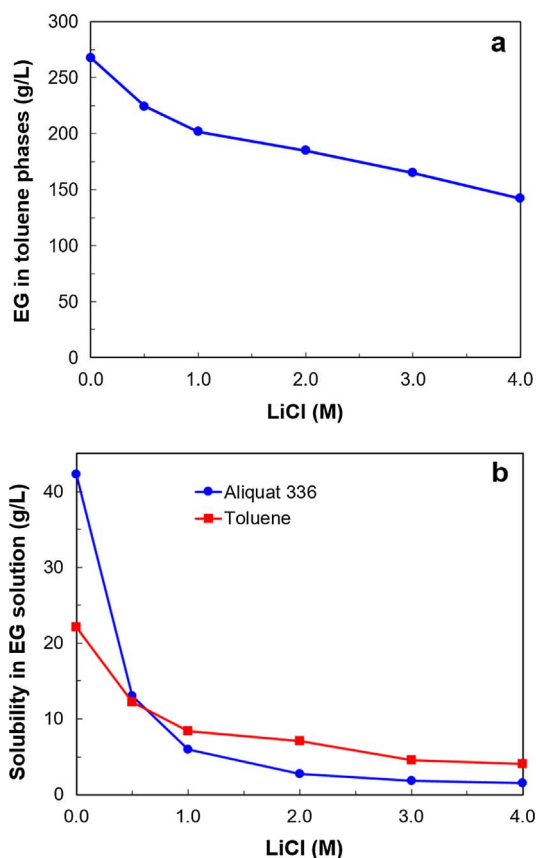 a
EG in toluene phases (g/L)
300
250
200
150
100
50
0
0.0 1.0 2.0 3.0 4.0
LiCl (M)
b
Solubility in EG solution (g/L)
Aliquat 336
Toluene
40
30
20
10
0
0.0 1.0 2.0 3.0 4.0
LiCl (M)